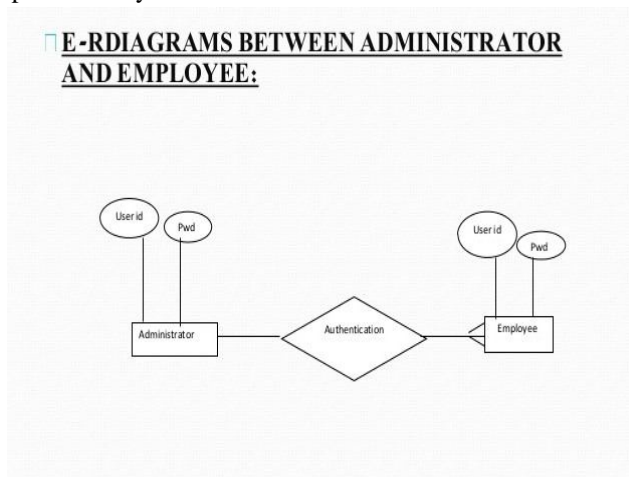 E-RDIAGRAMS BETWEEN ADMINISTRATOR
AND EMPLOYEE:
User id
Pwd
User id
Pwd
Administrator
Authentication
Employee